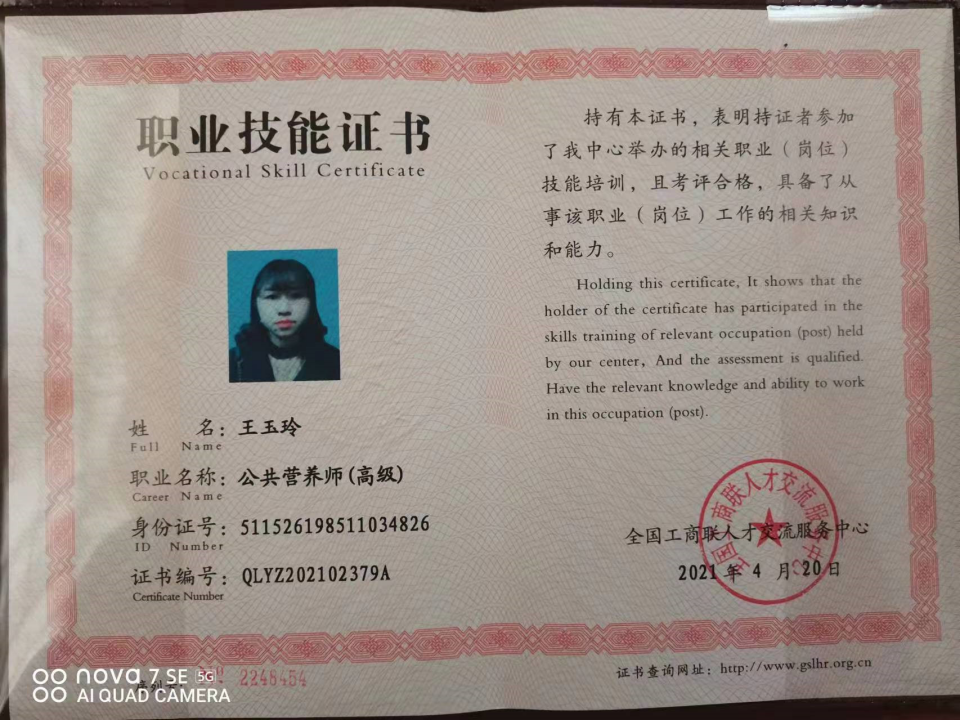 职业技能证书
Vocational Skill Certificate
姓 名：王玉玲
Full Name
职业名称：公共营养师(高级)
Career Name
身份证号：511526198511034826
ID Number
证书编号：QLYZ202102379A
Certificate Number
持有本证书，表明持证者参加
了我中心举办的相关职业（岗位）
技能培训，且考评合格，具备了从
事该职业（岗位）工作的相关知识
和能力。
Holding this certificate, It shows that the
holder of the certificate has participated in the
skills training of relevant occupation (post) held
by our center, And the assessment is qualified.
Have the relevant knowledge and ability to work
in this occupation (post).
全国工商联人才交流服务中心
2021 年 4 月 20 日
全国工商联人才交流服务中心
证书查询网址：http://www.gslhr.org.cn
2248454
nova 7 SE 5G
AI QUAD CAMERA